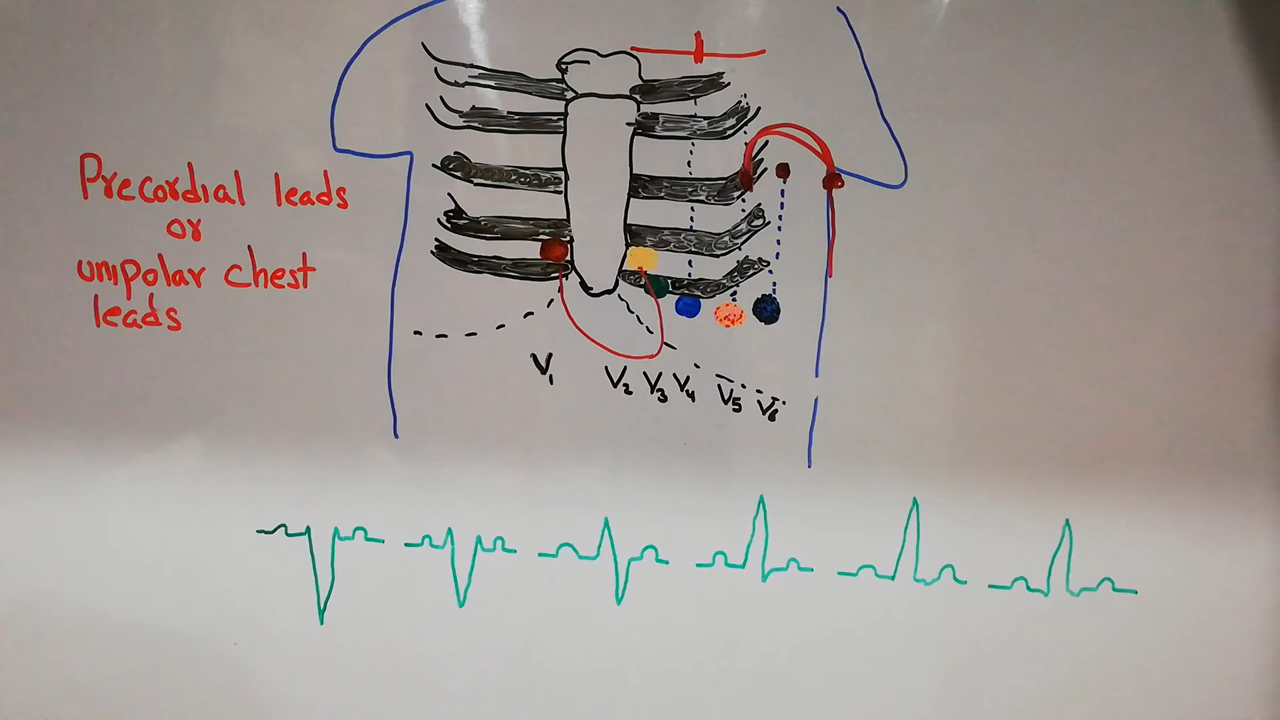 Precordial leads
or
unipolar chest
leads
V1 V2 V3 V4 V5 V6